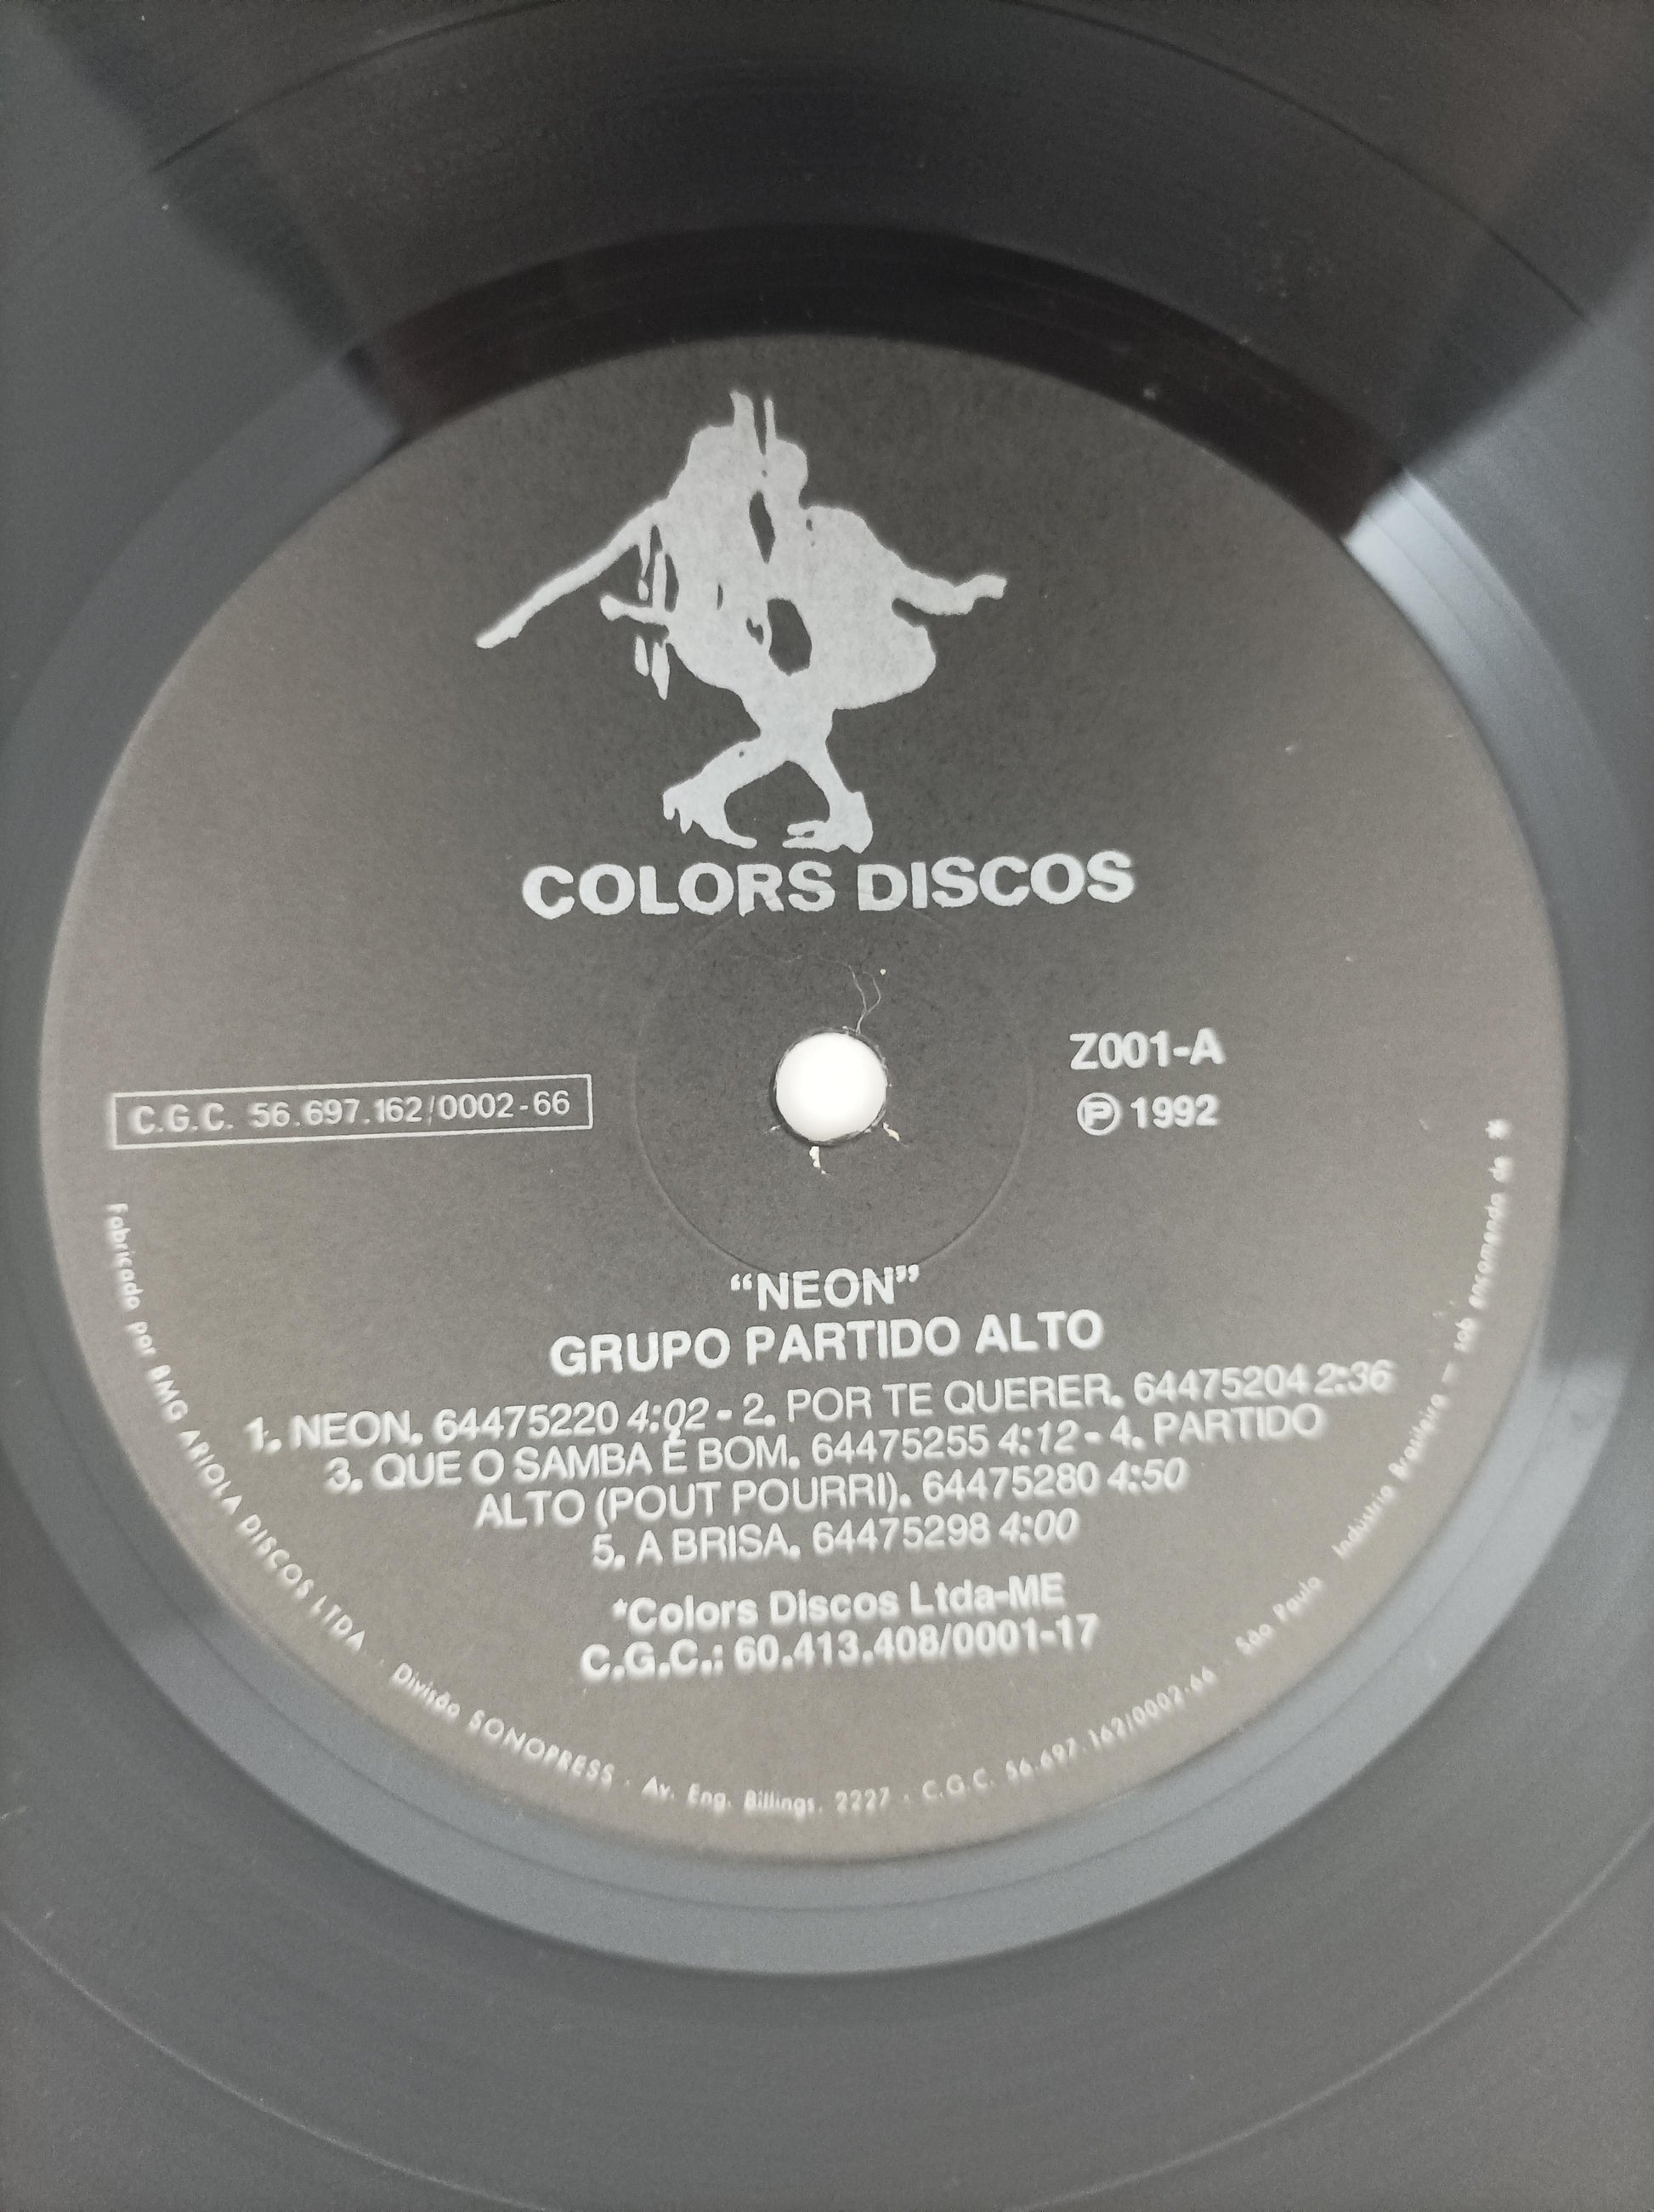 COLORS DISCOS
Z001-A
Ⓟ 1992
C.G.C. 56.697.162/0002-66
“NEON”
GRUPO PARTIDO ALTO
1. NEON. 64475220 4:02 - 2. POR TE QUERER. 64475204 2:36
3. QUE O SAMBA É BOM. 64475255 4:12 - 4. PARTIDO
ALTO (POUT POURRI). 64475280 4:50
5. A BRISA. 64475298 4:00
*Colors Discos Ltda-ME
C.G.C.: 60.413.408/0001-17
Fabricado por BMG ARIOLA DISCOS LTDA · Divisão SONOPRESS · Av. Eng. Billings, 2227 · C.G.C. 56.697.162/0002-66 · São Paulo Indústria Brasileira — sob encomenda de *